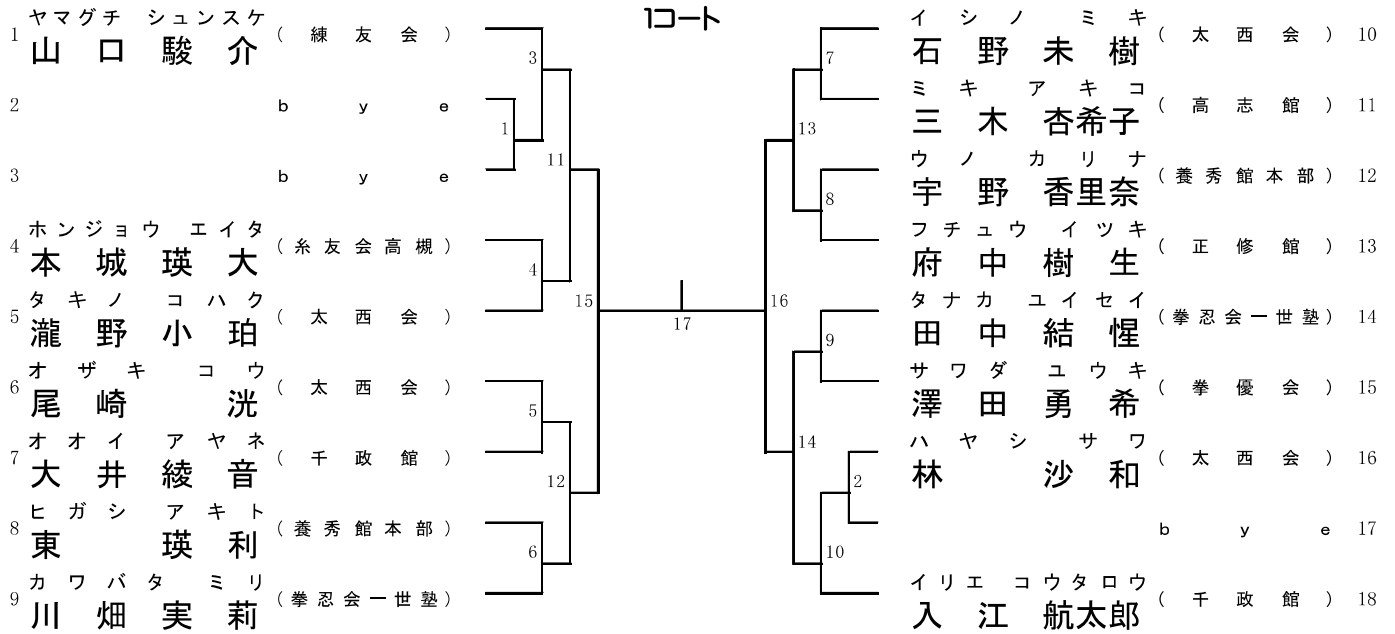 1コート
ヤマグチ シュンスケ
1 山口 駿介 (練友会)
2 bye
3 bye
ホンジョウ エイタ
4 本城 瑛大 (糸友会高槻)
タキノ コハク
5 瀧野 小珀 (太西会)
オザキ コウ
6 尾崎 洸 (太西会)
オオイ アヤネ
7 大井 綾音 (千政館)
ヒガシ アキト
8 東 瑛利 (養秀館本部)
カワバタ ミリ
9 川畑 実莉 (拳忍会一世塾)
3
1
11
4
15
5
12
6
17
7
13
8
16
9
14
2
10
イシノ ミキ
石野 未樹 (太西会) 10
ミキ アキコ
三木 杏希子 (高志館) 11
ウノ カリナ
宇野 香里奈 (養秀館本部) 12
フチュウ イツキ
府中 樹生 (正修館) 13
タナカ ユイセイ
田中 結惺 (拳忍会一世塾) 14
サワダ ユウキ
澤田 勇希 (拳優会) 15
ハヤシ サワ
林 沙和 (太西会) 16
bye 17
イリエ コウタロウ
入江 航太郎 (千政館) 18